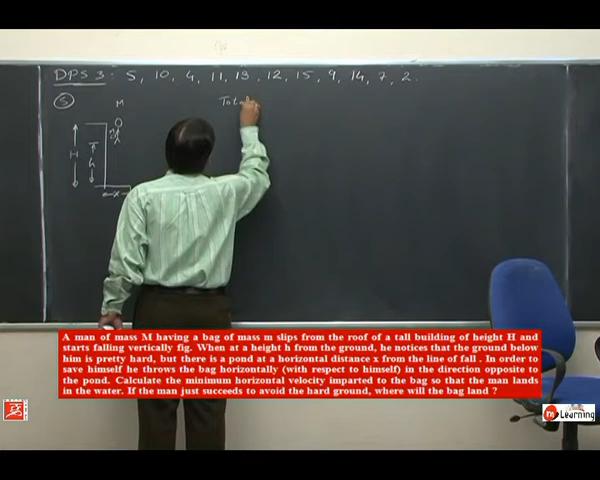 DPS 3 : 5, 10, 4, 11, 13, 12, 15, 9, 14, 7, 2.
5
M
Tota
H
h
x
A man of mass M having a bag of mass m slips from the roof of a tall building of height H and
starts falling vertically fig. When at a height h from the ground, he notices that the ground below
him is pretty hard, but there is a pond at a horizontal distance x from the line of fall . In order to
save himself he throws the bag horizontally (with respect to himself) in the direction opposite to
the pond. Calculate the minimum horizontal velocity imparted to the bag so that the man lands
in the water. If the man just succeeds to avoid the hard ground, where will the bag land ?
m Learning